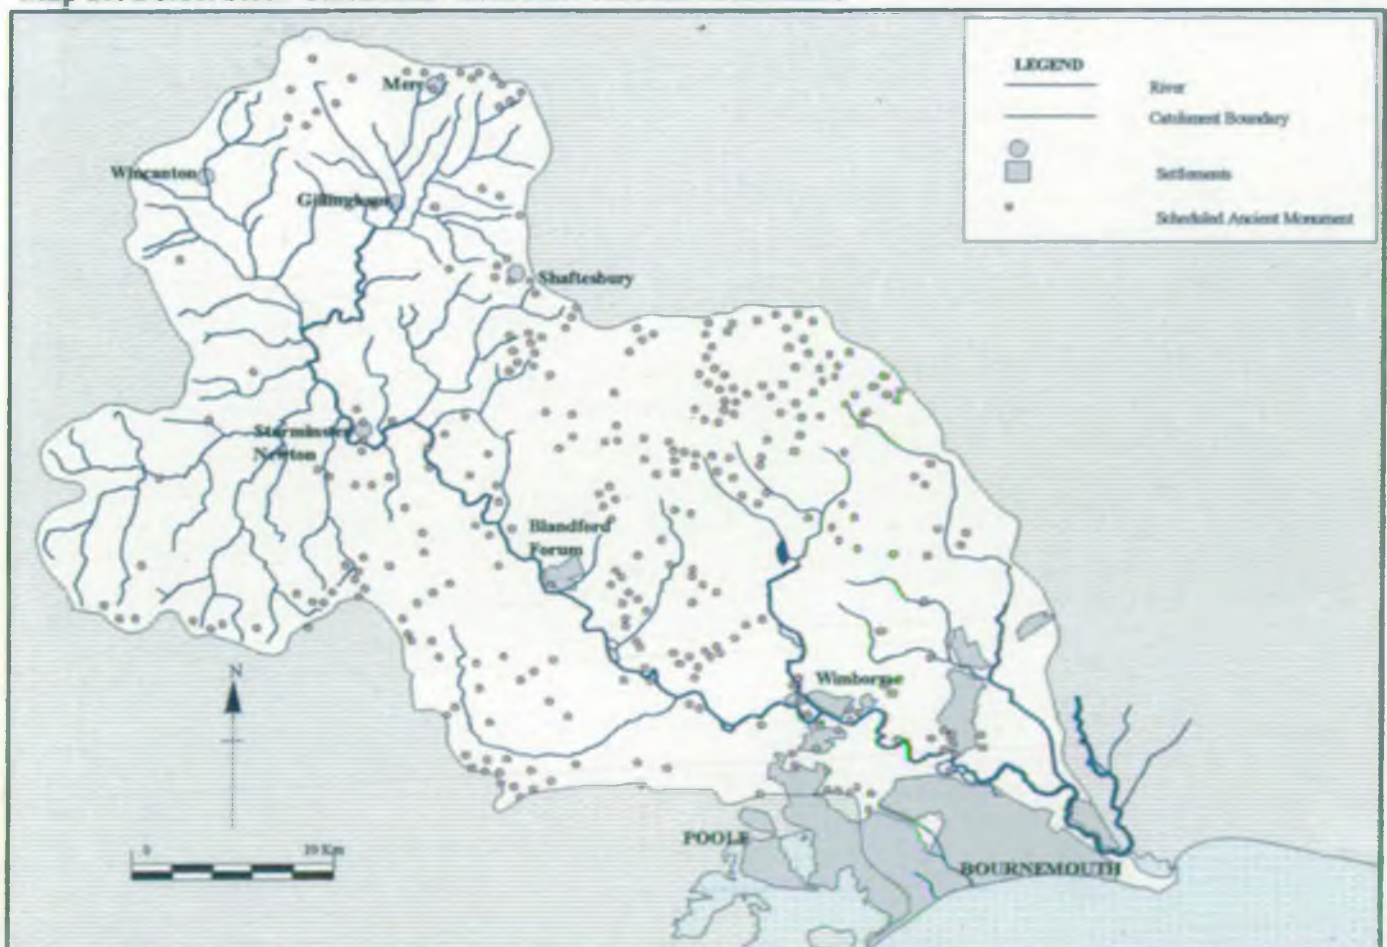 LEGEND
River
Catchment Boundary
Settlements
Scheduled Ancient Monument
Mere
Wincanton
Gillingham
Shaftesbury
Sturminster
Newton
Blandford
Forum
Wimborne
N
0 10 Km
POOLE
BOURNEMOUTH